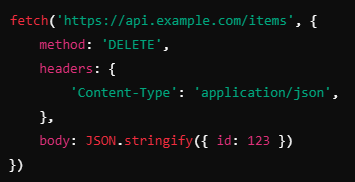 fetch('https://api.example.com/items', {
    method: 'DELETE',
    headers: {
        'Content-Type': 'application/json',
    },
    body: JSON.stringify({ id: 123 })
})